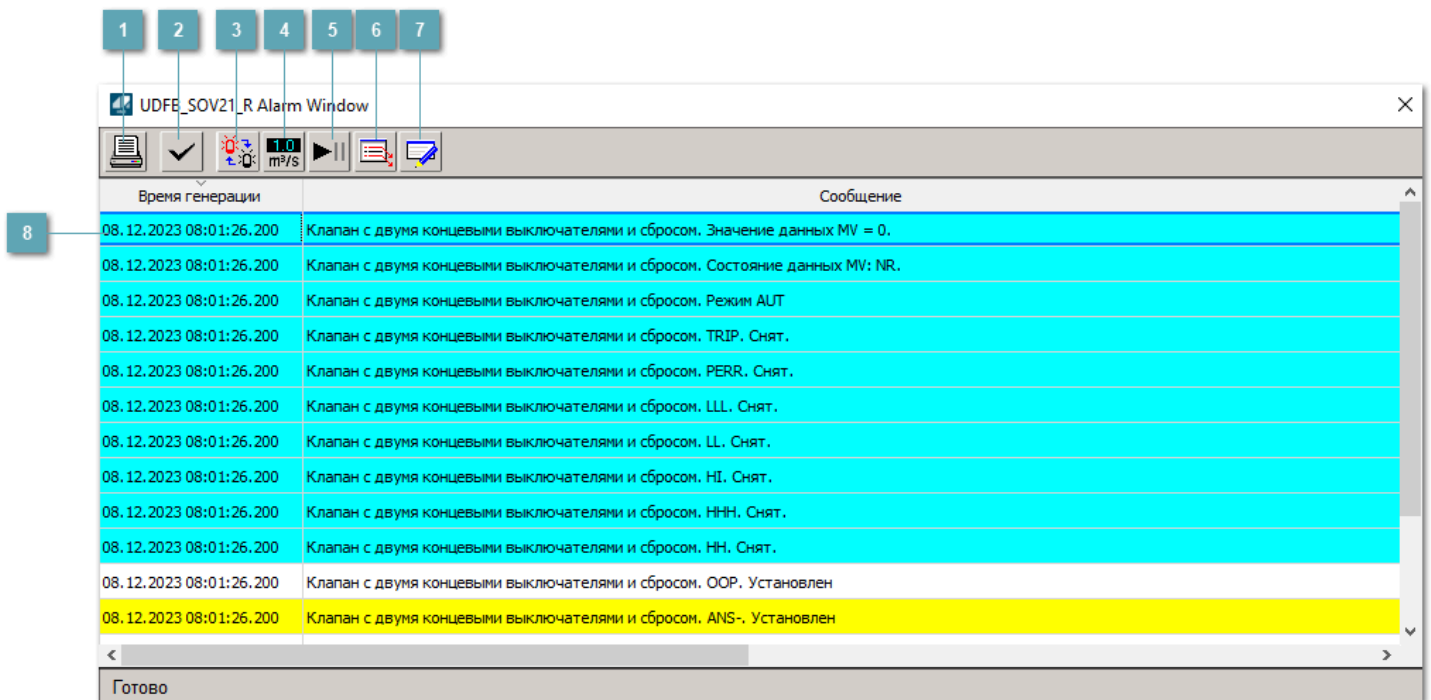 1 2 3 4 5 6 7
UDFB_SOV21_R Alarm Window
1.0
m³/s
Время генерации Сообщение
8
08.12.2023 08:01:26.200 Клапан с двумя концевыми выключателями и сбросом. Значение данных MV = 0.
08.12.2023 08:01:26.200 Клапан с двумя концевыми выключателями и сбросом. Состояние данных MV: NR.
08.12.2023 08:01:26.200 Клапан с двумя концевыми выключателями и сбросом. Режим AUT
08.12.2023 08:01:26.200 Клапан с двумя концевыми выключателями и сбросом. TRIP. Снят.
08.12.2023 08:01:26.200 Клапан с двумя концевыми выключателями и сбросом. PERR. Снят.
08.12.2023 08:01:26.200 Клапан с двумя концевыми выключателями и сбросом. LLL. Снят.
08.12.2023 08:01:26.200 Клапан с двумя концевыми выключателями и сбросом. LL. Снят.
08.12.2023 08:01:26.200 Клапан с двумя концевыми выключателями и сбросом. HI. Снят.
08.12.2023 08:01:26.200 Клапан с двумя концевыми выключателями и сбросом. HHH. Снят.
08.12.2023 08:01:26.200 Клапан с двумя концевыми выключателями и сбросом. HH. Снят.
08.12.2023 08:01:26.200 Клапан с двумя концевыми выключателями и сбросом. OOP. Установлен
08.12.2023 08:01:26.200 Клапан с двумя концевыми выключателями и сбросом. ANS-. Установлен
Готово